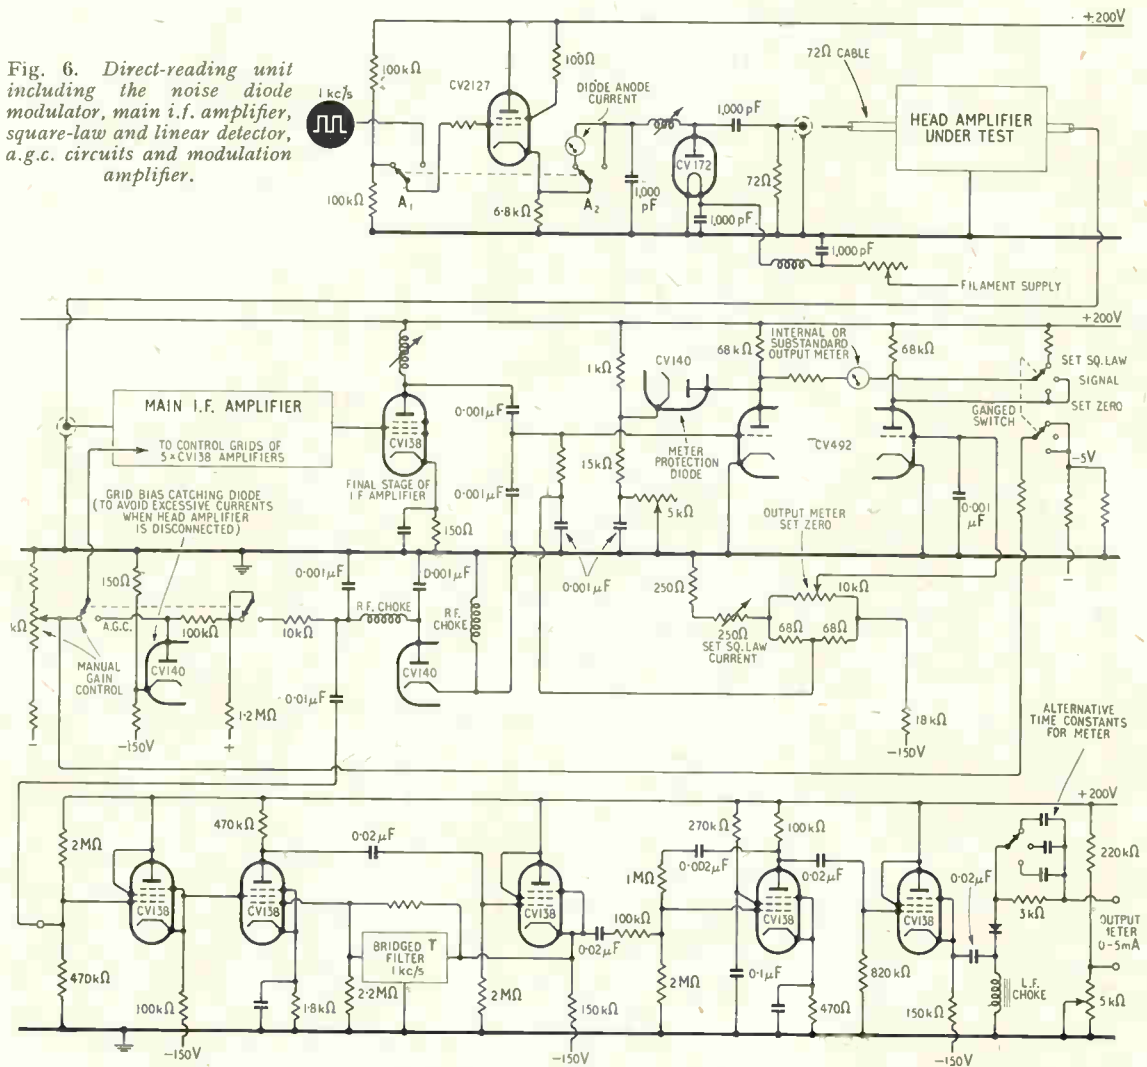 Fig. 6. Direct-reading unit
including the noise diode
modulator, main i.f. amplifier,
square-law and linear detector,
a.g.c. circuits and modulation
amplifier.
+200V
1 kc/s
100kΩ
100kΩ
A1
CV2127
100Ω
6·8kΩ
DIODE ANODE
CURRENT
A2
1,000
pF
CV172
1,000pF
1,000pF
72Ω
72Ω CABLE
HEAD AMPLIFIER
UNDER TEST
1,000pF
FILAMENT SUPPLY
+200V
MAIN I.F. AMPLIFIER
TO CONTROL GRIDS OF
5×CV138 AMPLIFIERS
CV138
FINAL STAGE OF
I F AMPLIFIER
150Ω
0·001μF
0·001μF
1kΩ
15kΩ
5kΩ
0·001μF
CV140
METER
PROTECTION
DIODE
68kΩ
INTERNAL OR
SUBSTANDARD
OUTPUT METER
68kΩ
CV492
SET SQ.LAW
SIGNAL
SET ZERO
GANGED
SWITCH
-5V
0·001
μF
OUTPUT METER
SET ZERO
10kΩ
68Ω
68Ω
250Ω
250Ω
SET SQ.LAW
CURRENT
18kΩ
-150V
GRID BIAS CATCHING DIODE
(TO AVOID EXCESSIVE CURRENTS
WHEN HEAD AMPLIFIER
IS DISCONNECTED)
kΩ
MANUAL
GAIN
CONTROL
A.G.C.
150Ω
CV140
-150V
100kΩ
1·2MΩ
+
10kΩ
0·001μF
0·001μF
R.F. CHOKE
R.F.
CHOKE
CV140
0·01μF
ALTERNATIVE
TIME CONSTANTS
FOR METER
+200V
2MΩ
470kΩ
CV138
100kΩ
-150V
470kΩ
CV138
1·8kΩ
0·02μF
2·2MΩ
BRIDGED T
FILTER
1 kc/s
2MΩ
CV138
150kΩ
-150V
0·02μF
100kΩ
1MΩ
0·002μF
2MΩ
270kΩ
0·1μF
100kΩ
CV138
470Ω
0·02μF
820kΩ
CV138
150kΩ
-150V
0·02μF
L.F.
CHOKE
3kΩ
220kΩ
OUTPUT
METER
0-5mA
5kΩ